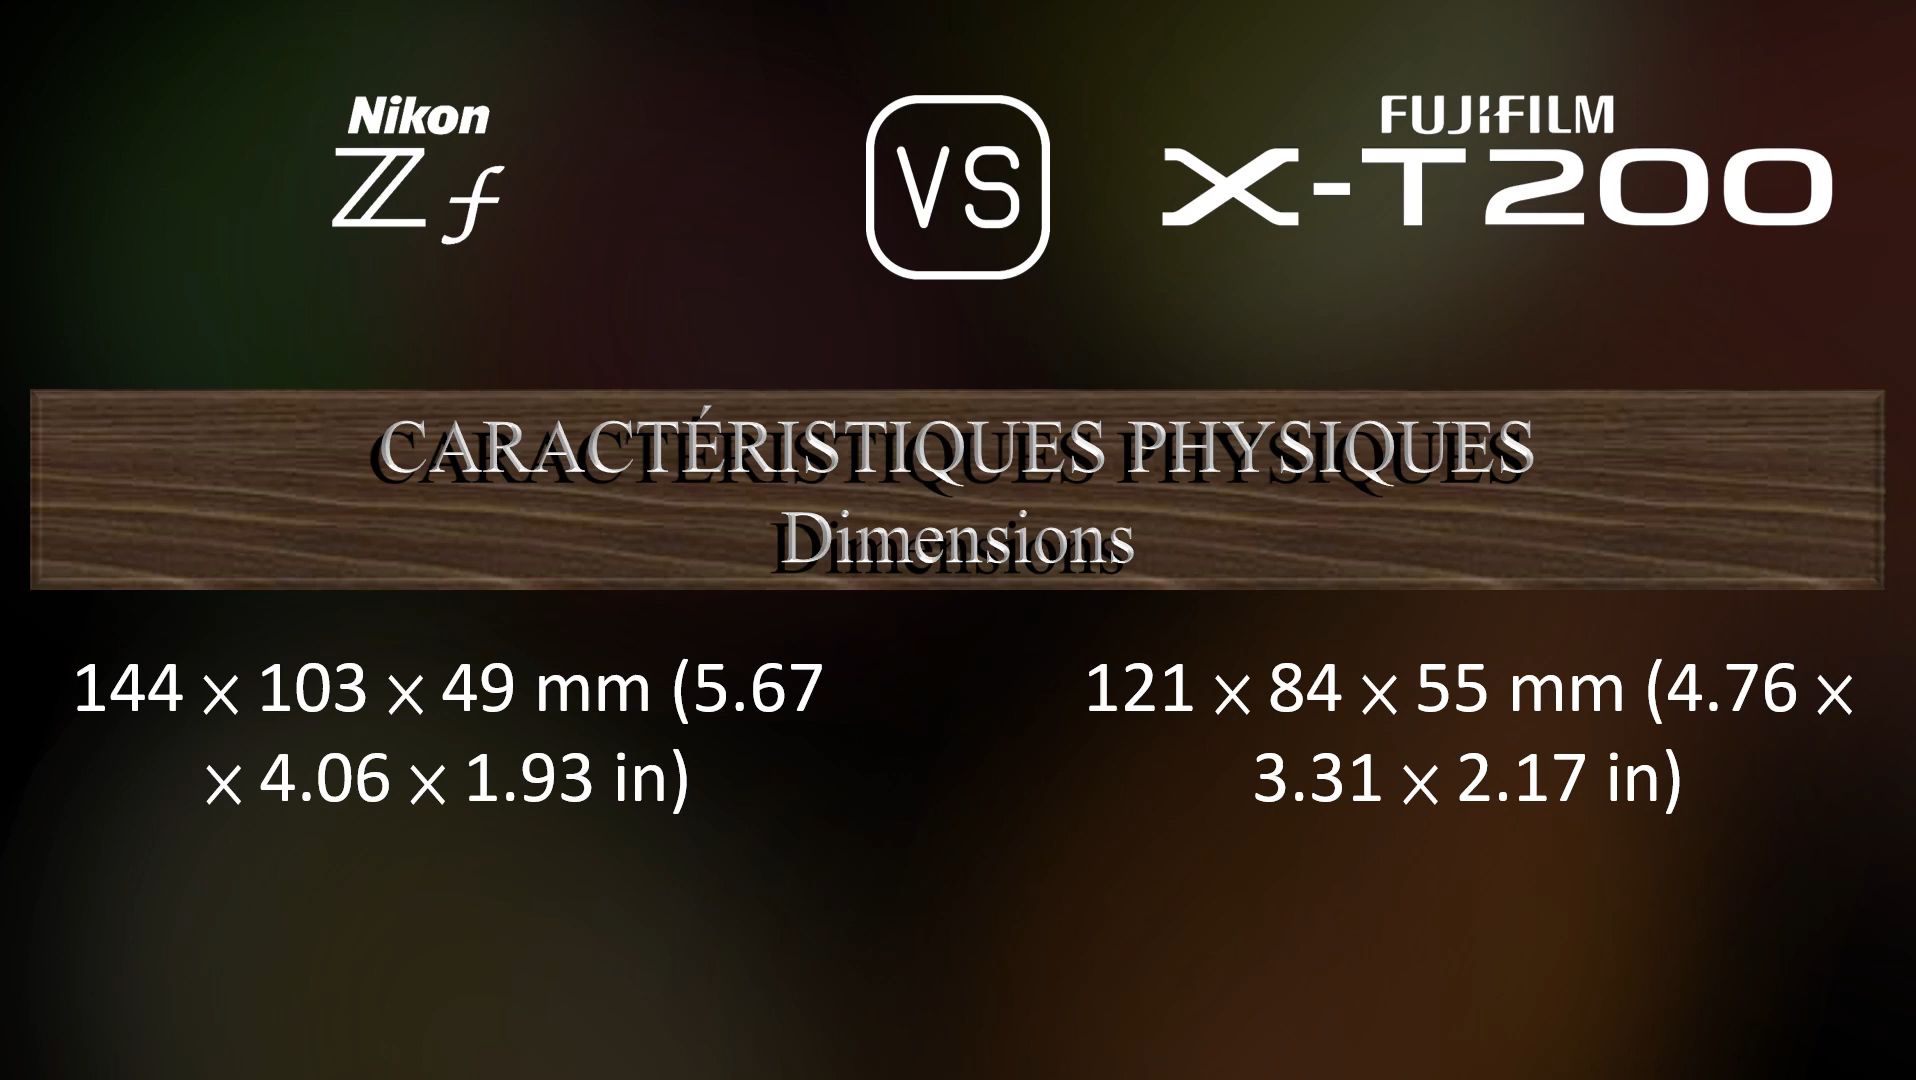 Nikon
Z f
VS
FUJIFILM
X-T200
CARACTÉRISTIQUES PHYSIQUES
Dimensions
144 x 103 x 49 mm (5.67
x 4.06 x 1.93 in)
121 x 84 x 55 mm (4.76 x
3.31 x 2.17 in)